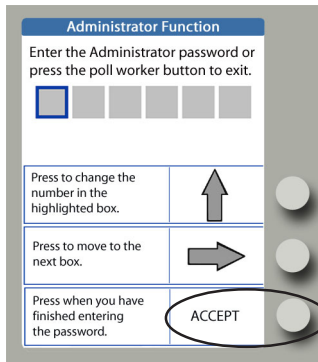 Administrator Function
Enter the Administrator password or
press the poll worker button to exit.
Press to change the
number in the
highlighted box.
Press to move to the
next box.
Press when you have
finished entering
the password.
ACCEPT